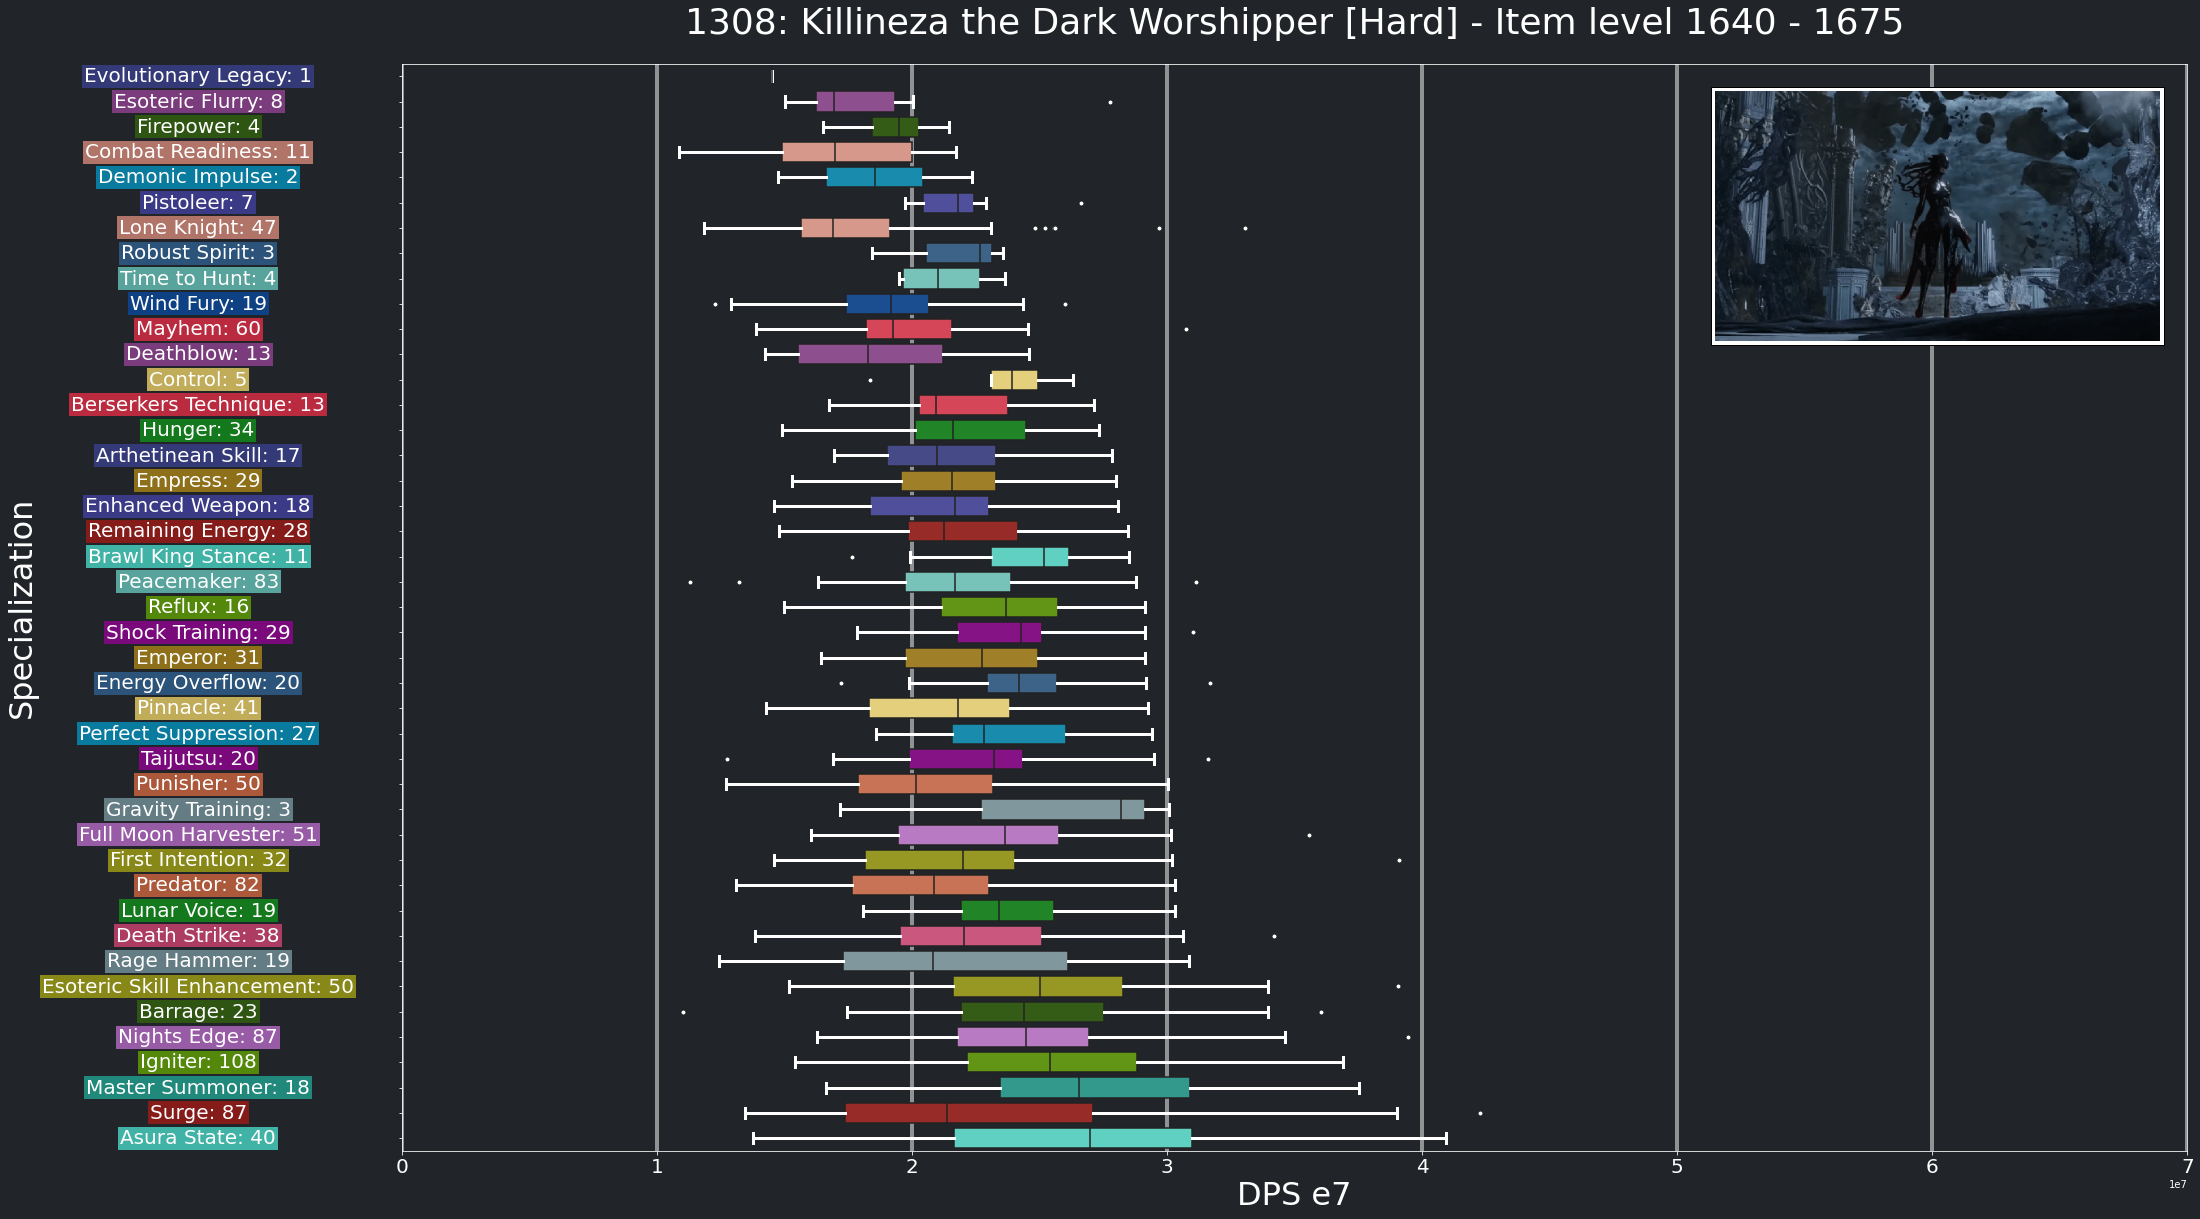 1308: Killineza the Dark Worshipper [Hard] - Item level 1640 - 1675
Specialization
Evolutionary Legacy: 1
Esoteric Flurry: 8
Firepower: 4
Combat Readiness: 11
Demonic Impulse: 2
Pistoleer: 7
Lone Knight: 47
Robust Spirit: 3
Time to Hunt: 4
Wind Fury: 19
Mayhem: 60
Deathblow: 13
Control: 5
Berserkers Technique: 13
Hunger: 34
Arthetinean Skill: 17
Empress: 29
Enhanced Weapon: 18
Remaining Energy: 28
Brawl King Stance: 11
Peacemaker: 83
Reflux: 16
Shock Training: 29
Emperor: 31
Energy Overflow: 20
Pinnacle: 41
Perfect Suppression: 27
Taijutsu: 20
Punisher: 50
Gravity Training: 3
Full Moon Harvester: 51
First Intention: 32
Predator: 82
Lunar Voice: 19
Death Strike: 38
Rage Hammer: 19
Esoteric Skill Enhancement: 50
Barrage: 23
Nights Edge: 87
Igniter: 108
Master Summoner: 18
Surge: 87
Asura State: 40
0 1 2 3 4 5 6 7
1e7
DPS e7